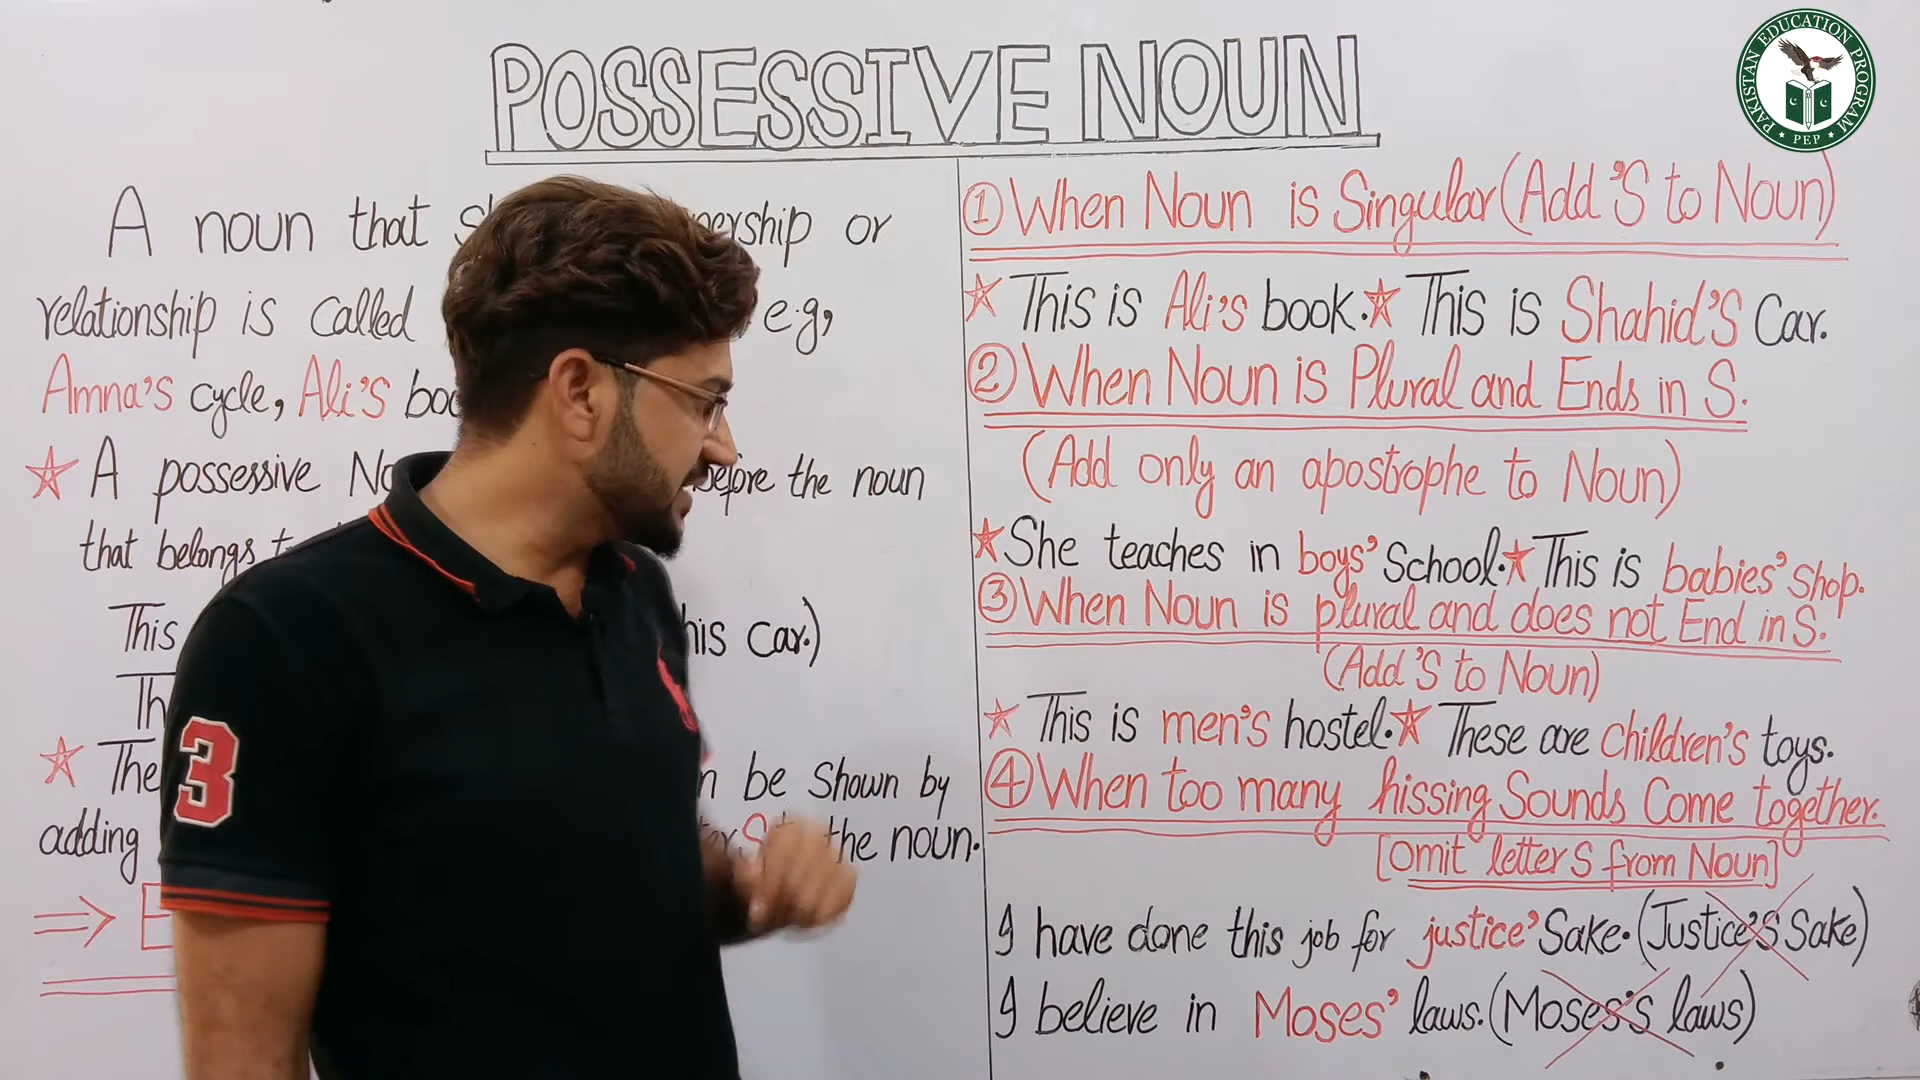 POSSESSIVE NOUN
PAKISTAN EDUCATION PROGRAM
PEP
A noun that ership or
relationship is called e.g,
Amna's cycle, Ali's
A possessive before the noun
that belongs
This his car.)
The be shown by
adding the noun.
3
① When Noun is Singular (Add 'S to Noun)
This is Ali's book. This is Shahid'S Car.
② When Noun is Plural and Ends in S.
(Add only an apostrophe to Noun)
She teaches in boys' School. This is babies' shop.
③ When Noun is plural and does not End in S.
(Add 'S to Noun)
This is men's hostel. These are children's toys.
④ When too many hissing Sounds Come together.
[omit letter S from Noun]
I have done this job for justice' Sake. (Justice'S Sake)
I believe in Moses' laws. (Moses's laws)